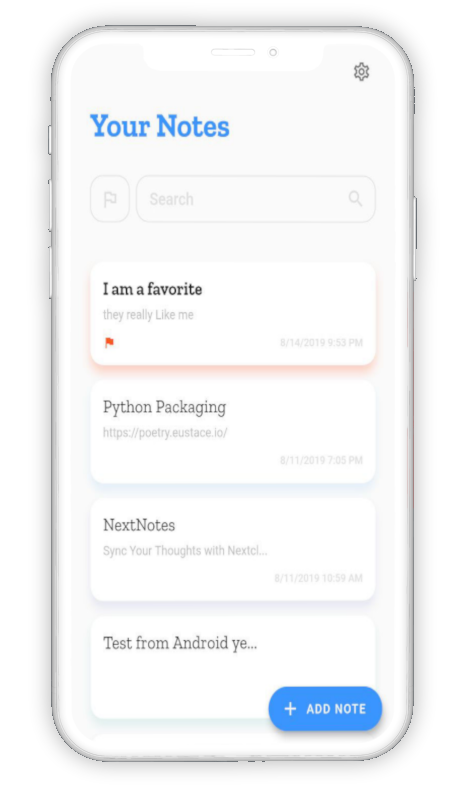 Your Notes
Search
I am a favorite
they really Like me
8/14/2019 9:53 PM
Python Packaging
https://poetry.eustace.io/
8/11/2019 7:05 PM
NextNotes
Sync Your Thoughts with Nextcl...
8/11/2019 10:59 AM
Test from Android ye...
+ ADD NOTE